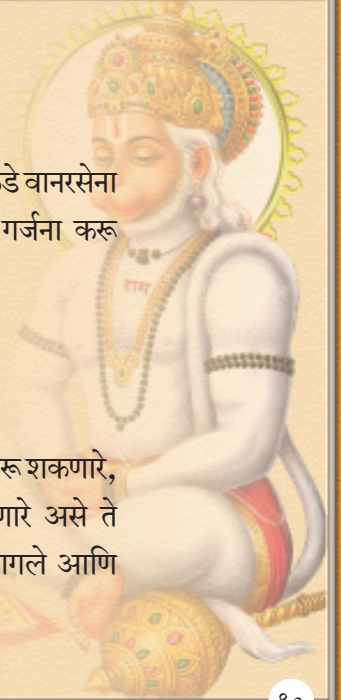 डे वानरसेना
गर्जना करू
राम
रू शकणारे,
णारे असे ते
ागले आणि